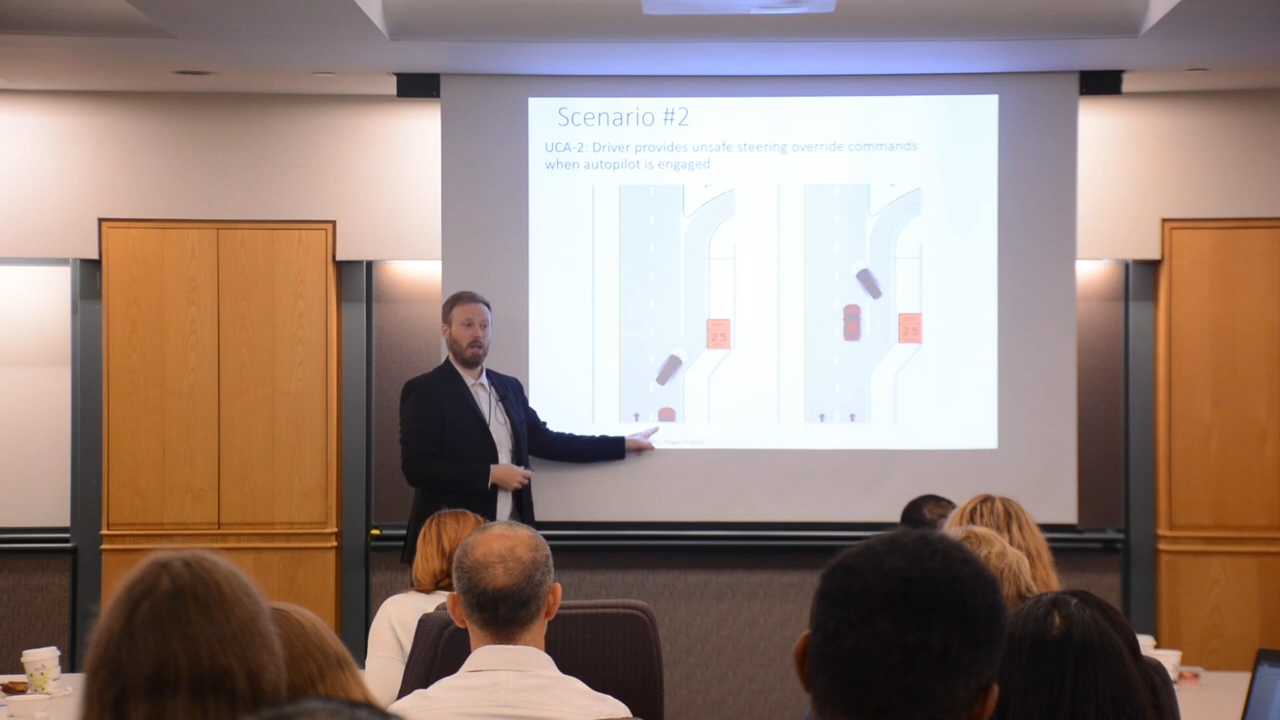 Scenario #2
UCA-2: Driver provides unsafe steering override commands
when autopilot is engaged
25
25